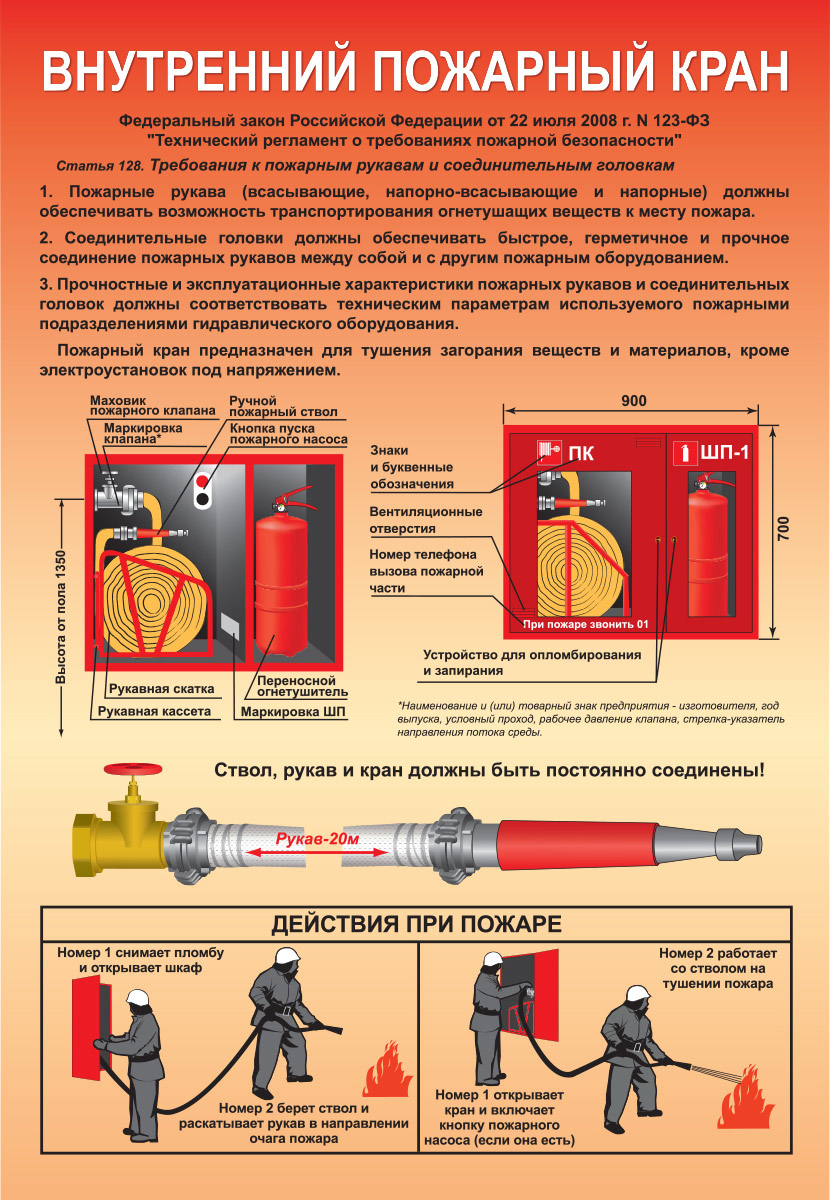 ВНУТРЕННИЙ ПОЖАРНЫЙ КРАН
Федеральный закон Российской Федерации от 22 июля 2008 г. N 123-ФЗ
"Технический регламент о требованиях пожарной безопасности"
Статья 128. Требования к пожарным рукавам и соединительным головкам
1. Пожарные рукава (всасывающие, напорно-всасывающие и напорные) должны
обеспечивать возможность транспортирования огнетушащих веществ к месту пожара.
2. Соединительные головки должны обеспечивать быстрое, герметичное и прочное
соединение пожарных рукавов между собой и с другим пожарным оборудованием.
3. Прочностные и эксплуатационные характеристики пожарных рукавов и соединительных
головок должны соответствовать техническим параметрам используемого пожарными
подразделениями гидравлического оборудования.
Пожарный кран предназначен для тушения загорания веществ и материалов, кроме
электроустановок под напряжением.
Маховик
пожарного клапана
Маркировка
клапана*
Ручной
пожарный ствол
Кнопка пуска
пожарного насоса
Высота от пола 1350
Рукавная скатка
Рукавная кассета
Переносной
огнетушитель
Маркировка ШП
900
700
Знаки
и буквенные
обозначения
Вентиляционные
отверстия
Номер телефона
вызова пожарной
части
ПК
ШП-1
При пожаре звонить 01
Устройство для опломбирования
и запирания
*Наименование и (или) товарный знак предприятия - изготовителя, год
выпуска, условный проход, рабочее давление клапана, стрелка-указатель
направления потока среды.
Ствол, рукав и кран должны быть постоянно соединены!
Рукав-20м
ДЕЙСТВИЯ ПРИ ПОЖАРЕ
Номер 1 снимает пломбу
и открывает шкаф
Номер 2 берет ствол и
раскатывает рукав в направлении
очага пожара
Номер 2 работает
со стволом на
тушении пожара
Номер 1 открывает
кран и включает
кнопку пожарного
насоса (если она есть)